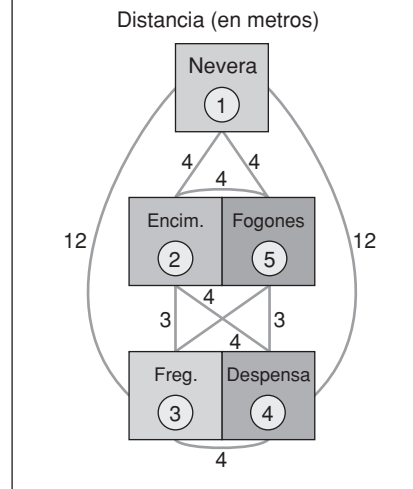 Distancia (en metros)
Nevera
1
4 4
4
Encim. Fogones
2 5
12 12
4
3 3
4
Freg. Despensa
3 4
4